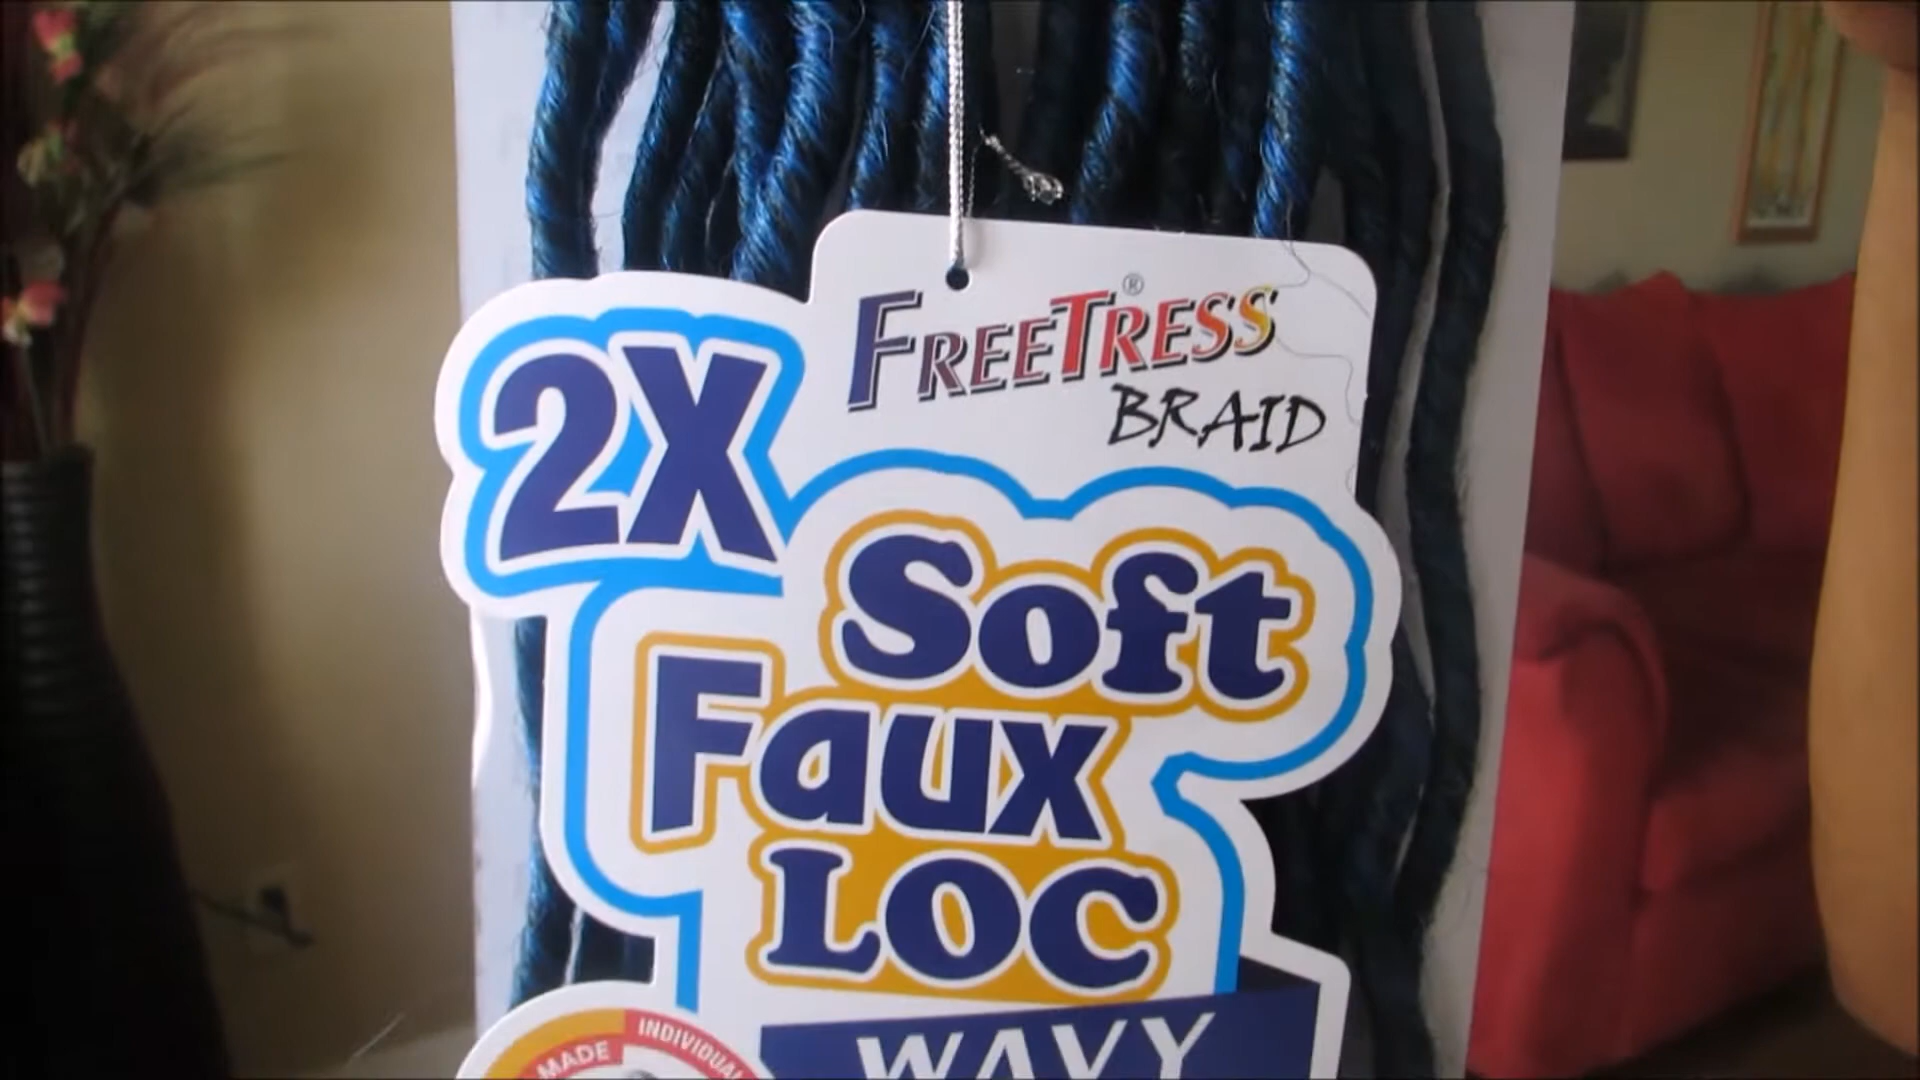 FREETRESS®
BRAID
2X
Soft
Faux
LOC
WAVY
MADE
INDIVIDUAL